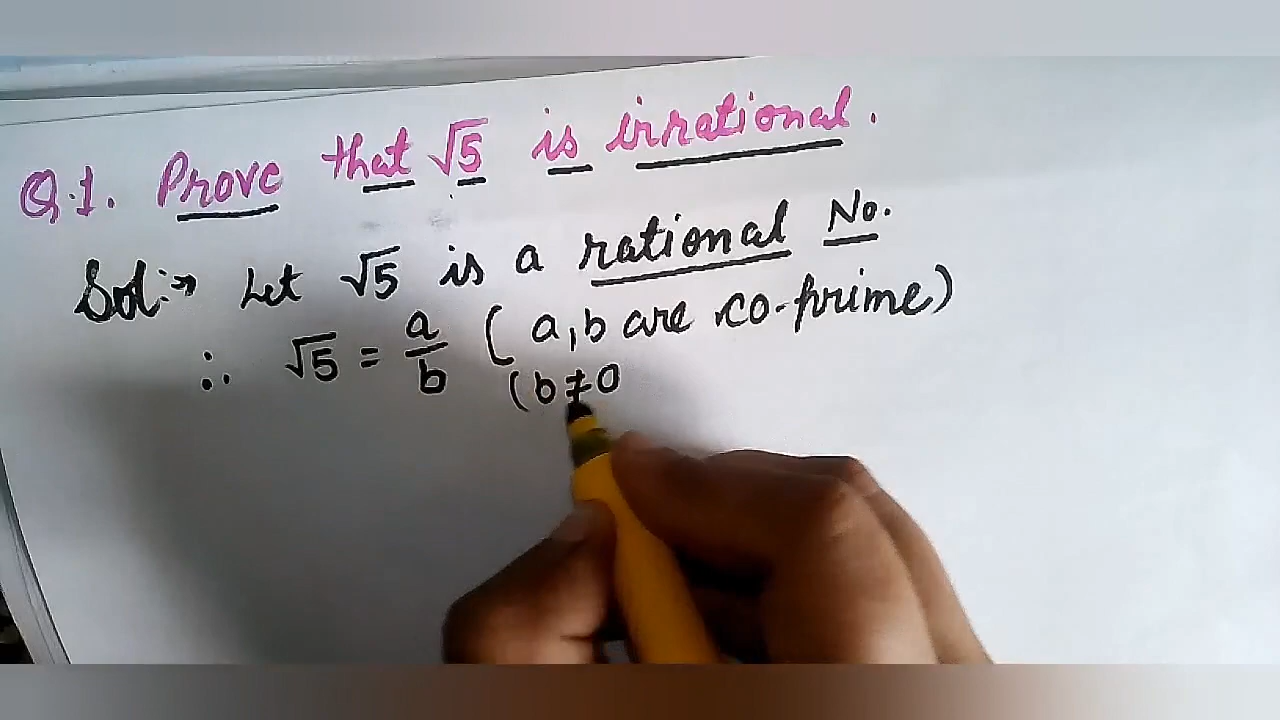 Q.1. Prove that √5 is irrational.
Sol:→ Let √5 is a rational No.
∴ √5 = a/b ( a, b are co-prime)
(b ≠ 0